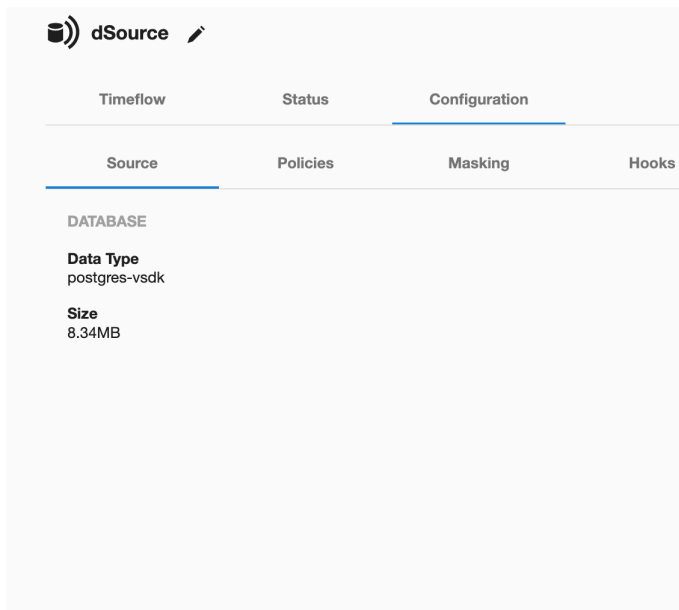 dSource
Timeflow Status Configuration
Source Policies Masking Hooks
DATABASE
Data Type
postgres-vsdk
Size
8.34MB